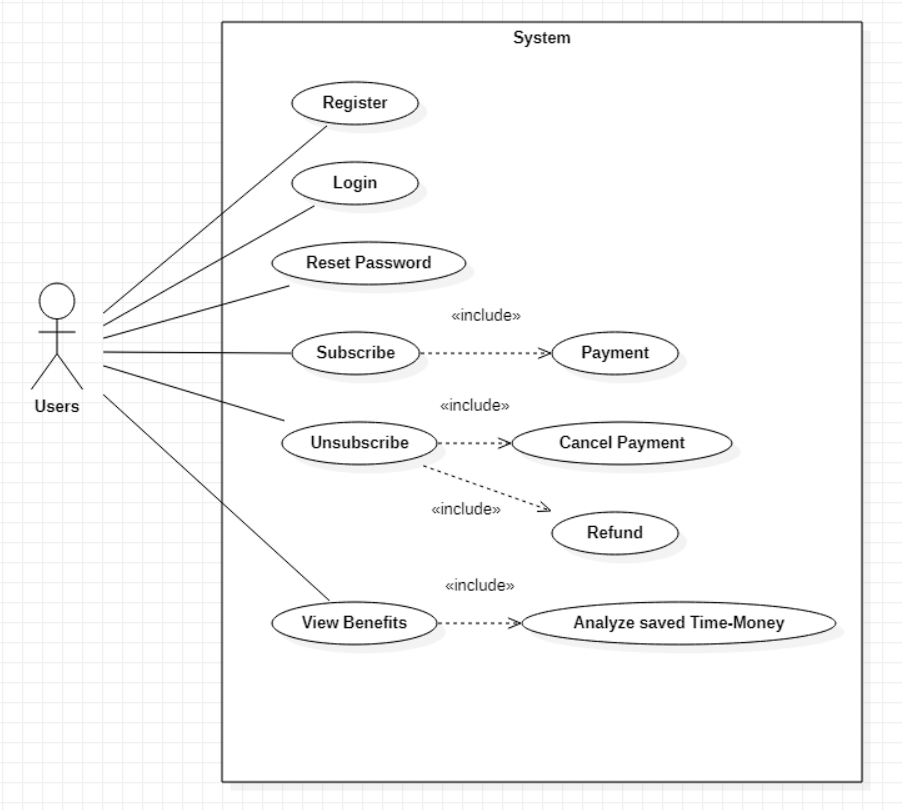 System
Register
Login
Reset Password
«include»
Subscribe
Payment
Users
«include»
Unsubscribe
Cancel Payment
«include»
Refund
«include»
View Benefits
Analyze saved Time-Money